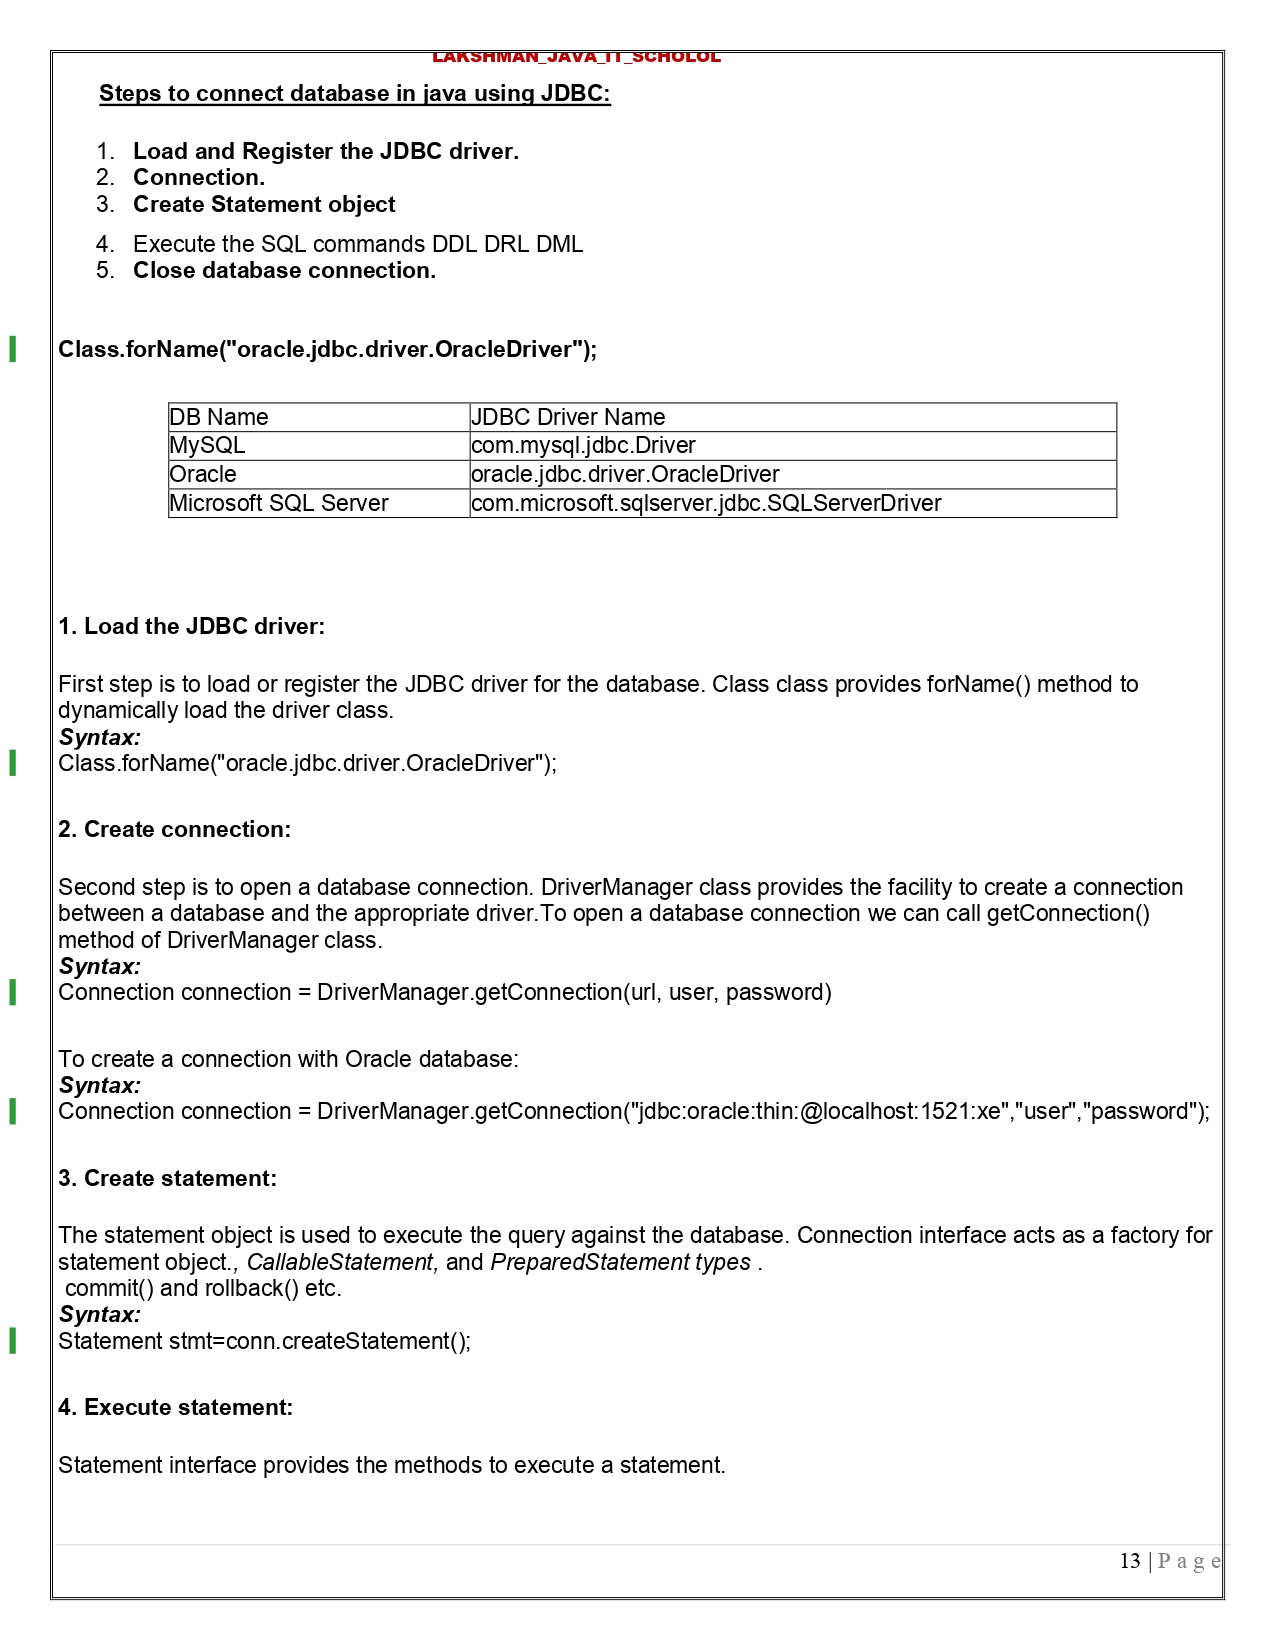 LAKSHMAN_JAVA_IT_SCHOLOL
Steps to connect database in java using JDBC:
1. Load and Register the JDBC driver.
2. Connection.
3. Create Statement object
4. Execute the SQL commands DDL DRL DML
5. Close database connection.
Class.forName("oracle.jdbc.driver.OracleDriver");
DB Name JDBC Driver Name
MySQL com.mysql.jdbc.Driver
Oracle oracle.jdbc.driver.OracleDriver
Microsoft SQL Server com.microsoft.sqlserver.jdbc.SQLServerDriver
1. Load the JDBC driver:
First step is to load or register the JDBC driver for the database. Class class provides forName() method to
dynamically load the driver class.
Syntax:
Class.forName("oracle.jdbc.driver.OracleDriver");
2. Create connection:
Second step is to open a database connection. DriverManager class provides the facility to create a connection
between a database and the appropriate driver.To open a database connection we can call getConnection()
method of DriverManager class.
Syntax:
Connection connection = DriverManager.getConnection(url, user, password)
To create a connection with Oracle database:
Syntax:
Connection connection = DriverManager.getConnection("jdbc:oracle:thin:@localhost:1521:xe","user","password");
3. Create statement:
The statement object is used to execute the query against the database. Connection interface acts as a factory for
statement object., CallableStatement, and PreparedStatement types .
commit() and rollback() etc.
Syntax:
Statement stmt=conn.createStatement();
4. Execute statement:
Statement interface provides the methods to execute a statement.
13 | P a g e